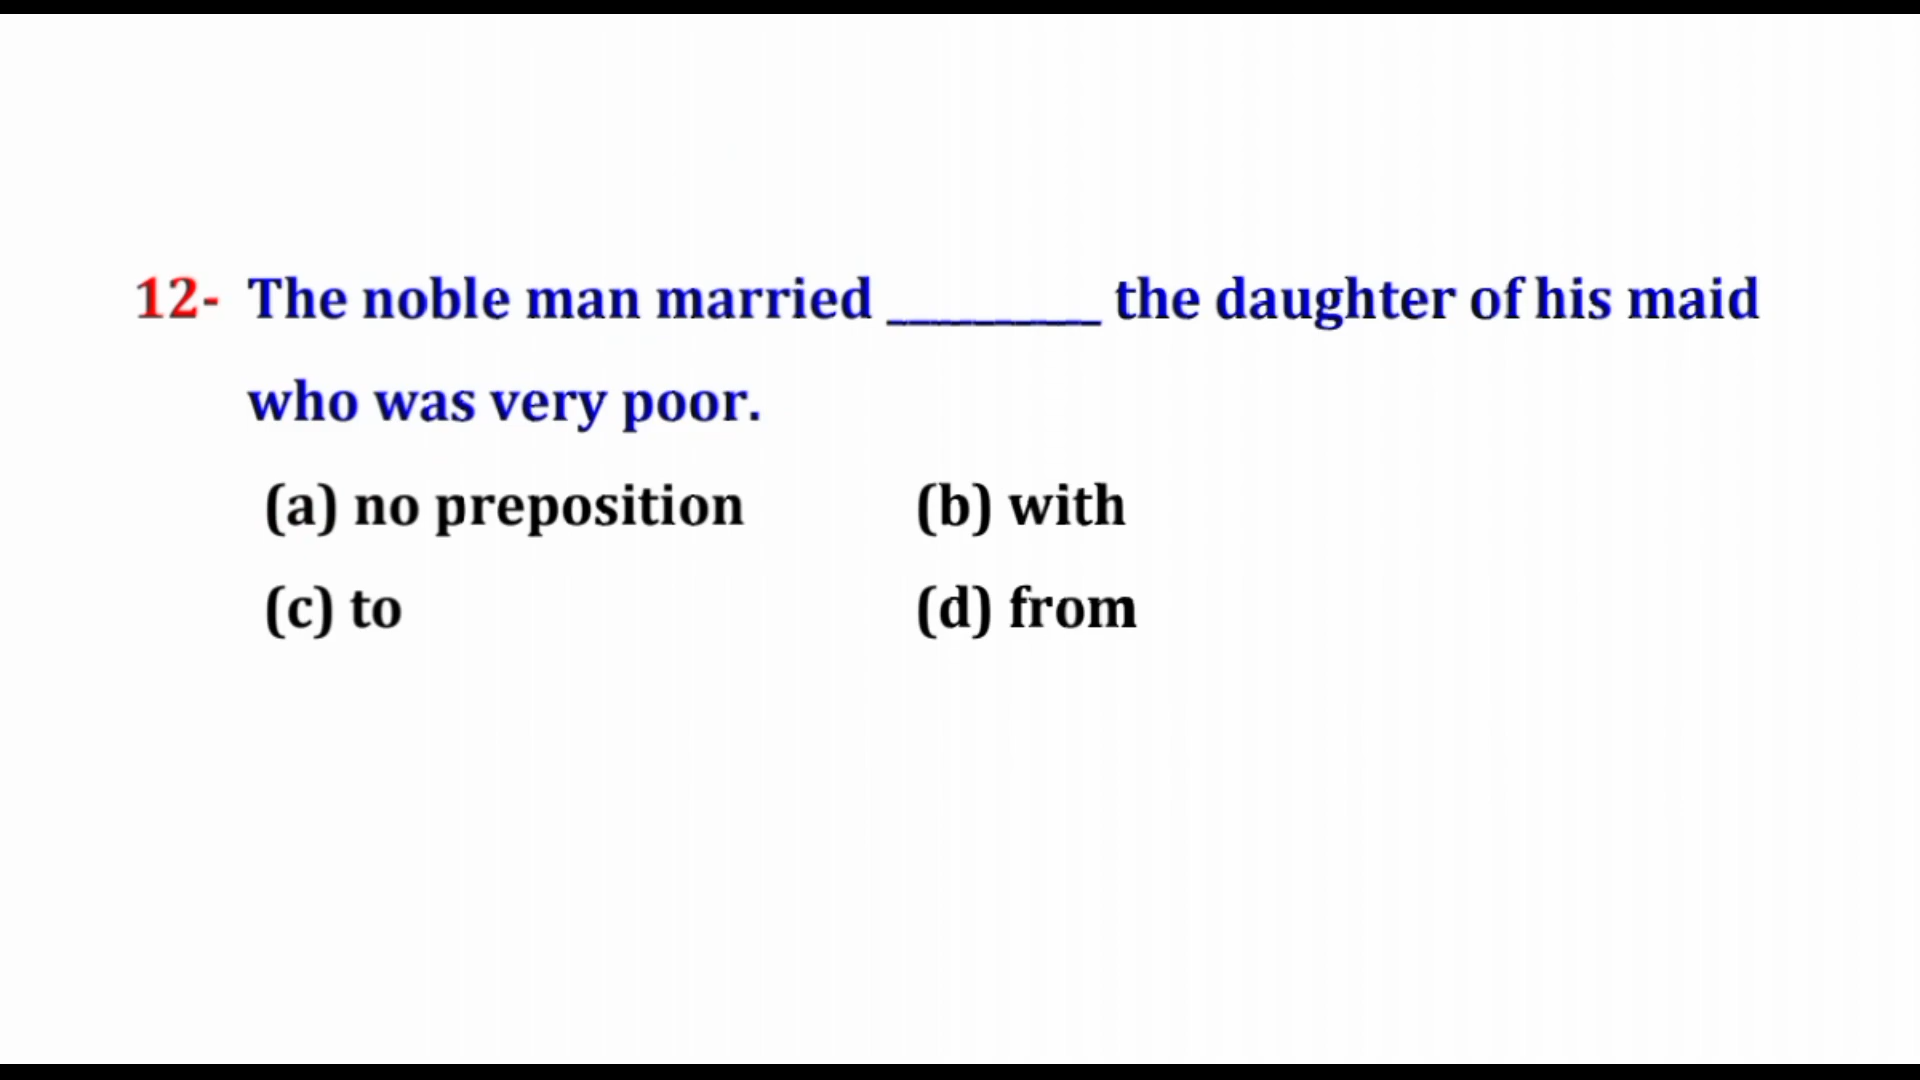 12- The noble man married ________ the daughter of his maid
who was very poor.
(a) no preposition (b) with
(c) to (d) from